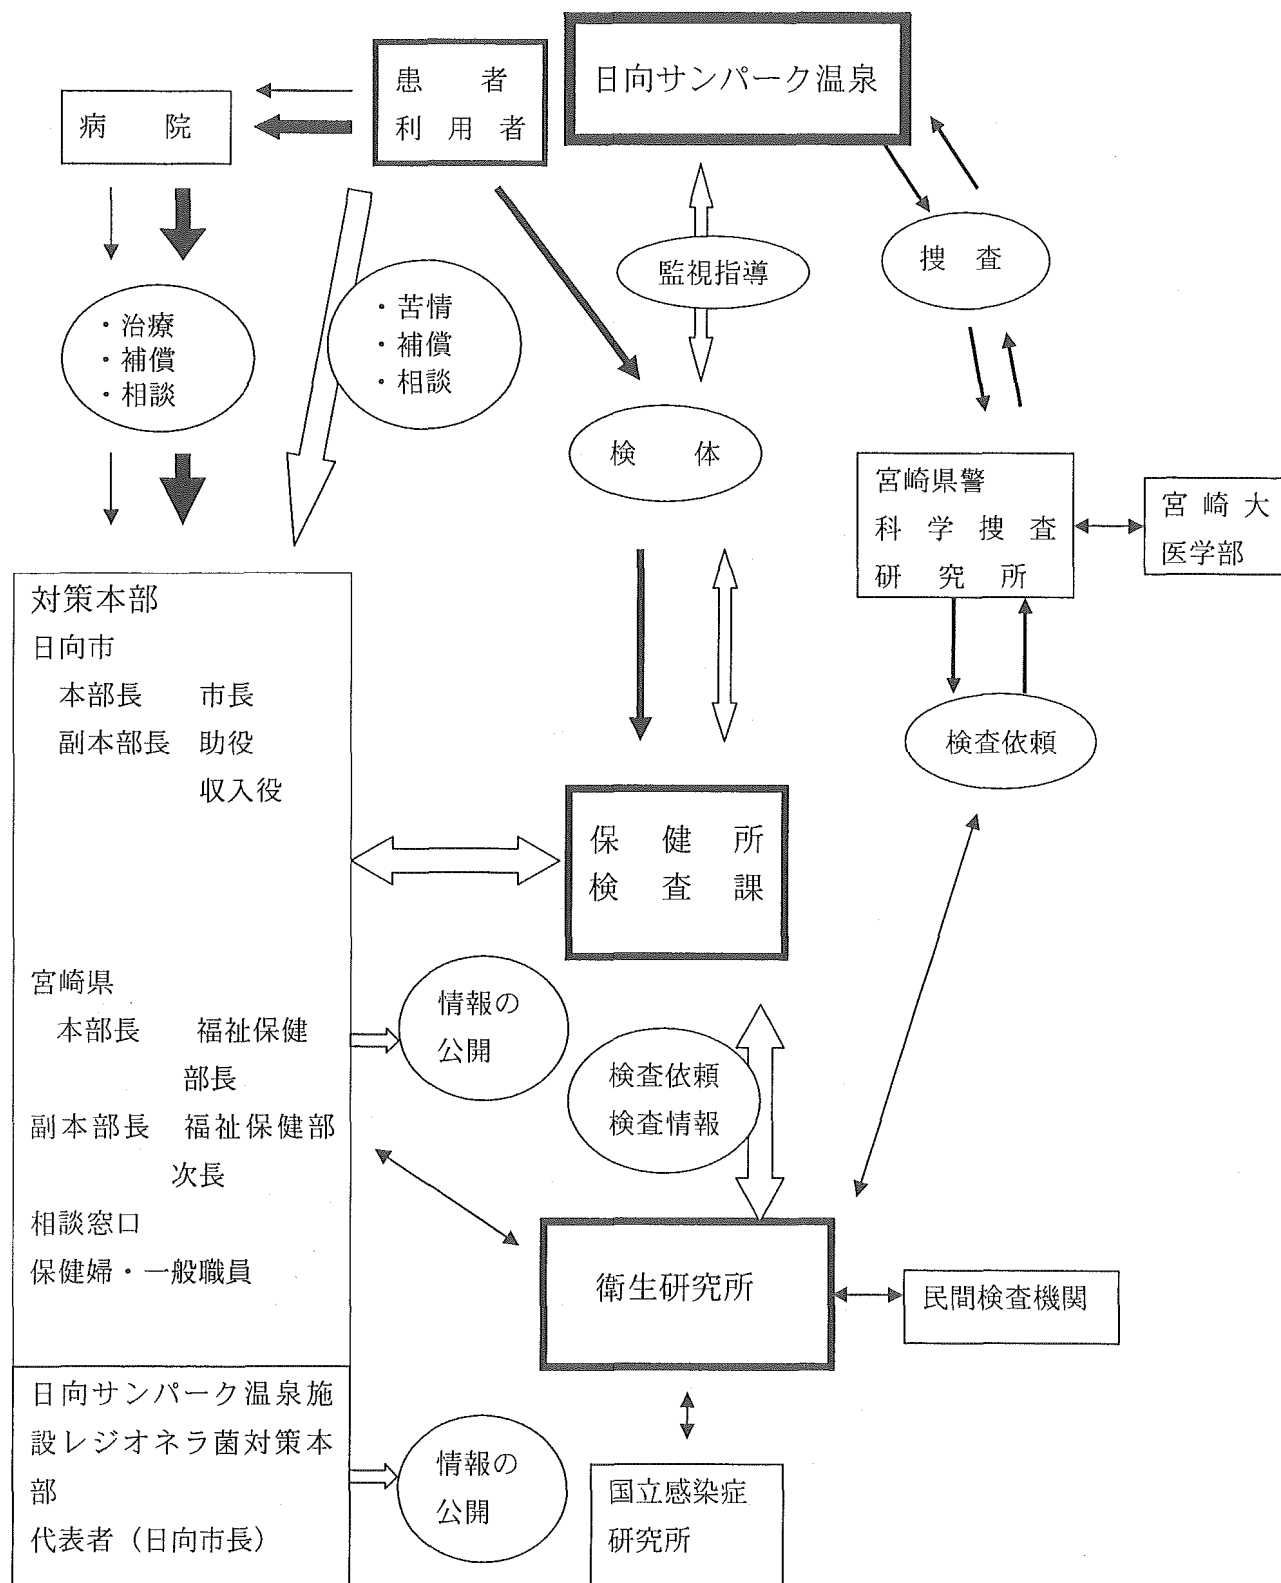 患者
利用者
日向サンパーク温泉
病院
捜査
監視指導
・治療
・補償
・相談
・苦情
・補償
・相談
検体
宮崎県警
科学捜査
研究所
宮崎大
医学部
対策本部
日向市
本部長 市長
副本部長 助役
収入役
検査依頼
保健所
検査課
宮崎県
本部長 福祉保健
部長
副本部長 福祉保健部
次長
相談窓口
保健婦・一般職員
情報の
公開
検査依頼
検査情報
衛生研究所
民間検査機関
日向サンパーク温泉施
設レジオネラ菌対策本
部
代表者（日向市長）
情報の
公開
国立感染症
研究所